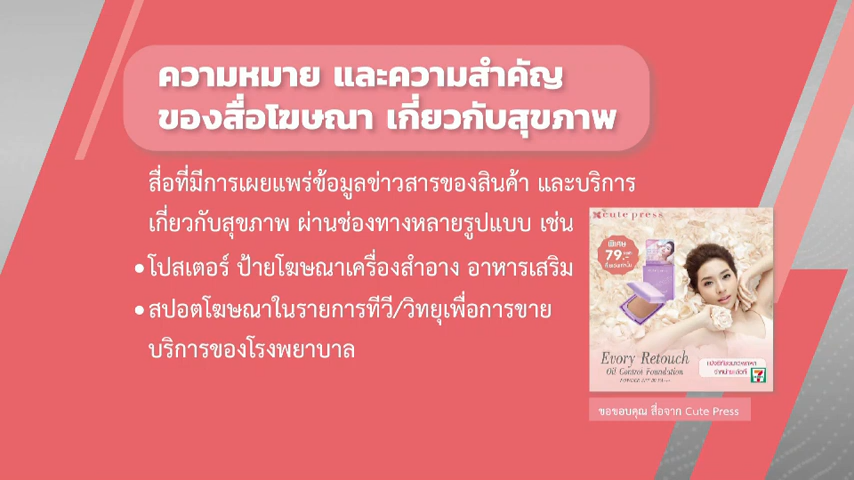 ความหมาย และความสำคัญ
ของสื่อโฆษณา เกี่ยวกับสุขภาพ
สื่อที่มีการเผยแพร่ข้อมูลข่าวสารของสินค้า และบริการ
เกี่ยวกับสุขภาพ ผ่านช่องทางหลายรูปแบบ เช่น
•โปสเตอร์ ป้ายโฆษณาเครื่องสำอาง อาหารเสริม
•สปอตโฆษณาในรายการทีวี/วิทยุเพื่อการขาย
บริการของโรงพยาบาล
cute press
พิเศษ
79.-
Evory Retouch
Oil Control Foundation
ขอขอบคุณ สื่อจาก Cute Press